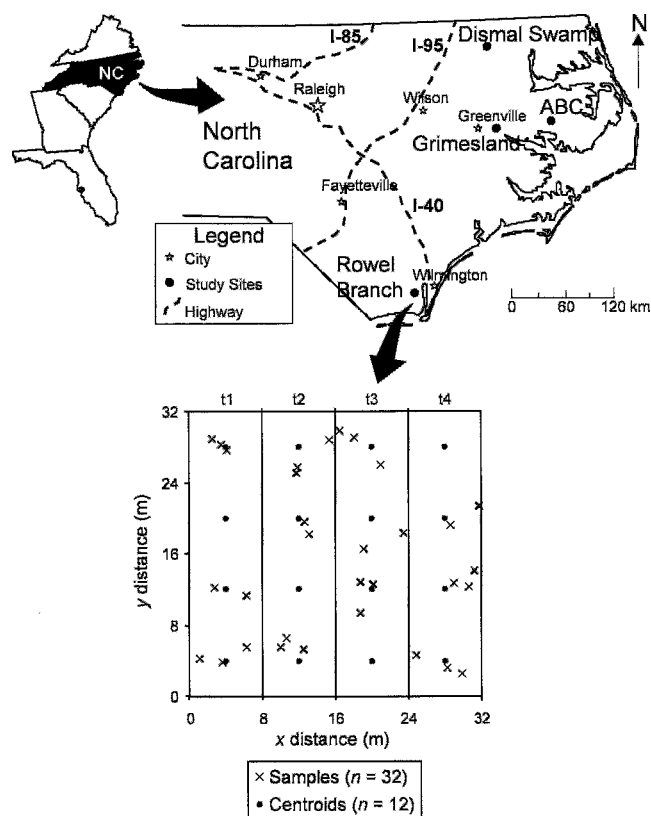 N
I-85
I-95
Dismal Swamp
NC
Durham
Raleigh
Wilson
Greenville
ABC
North
Carolina
Grimesland
Fayetteville
I-40
Legend
City
Study Sites
Highway
Rowel
Branch
Wilmington
0 60 120 km
t1 t2 t3 t4
32
24
16
8
0
y distance (m)
0 8 16 24 32
x distance (m)
× Samples (n = 32)
• Centroids (n = 12)